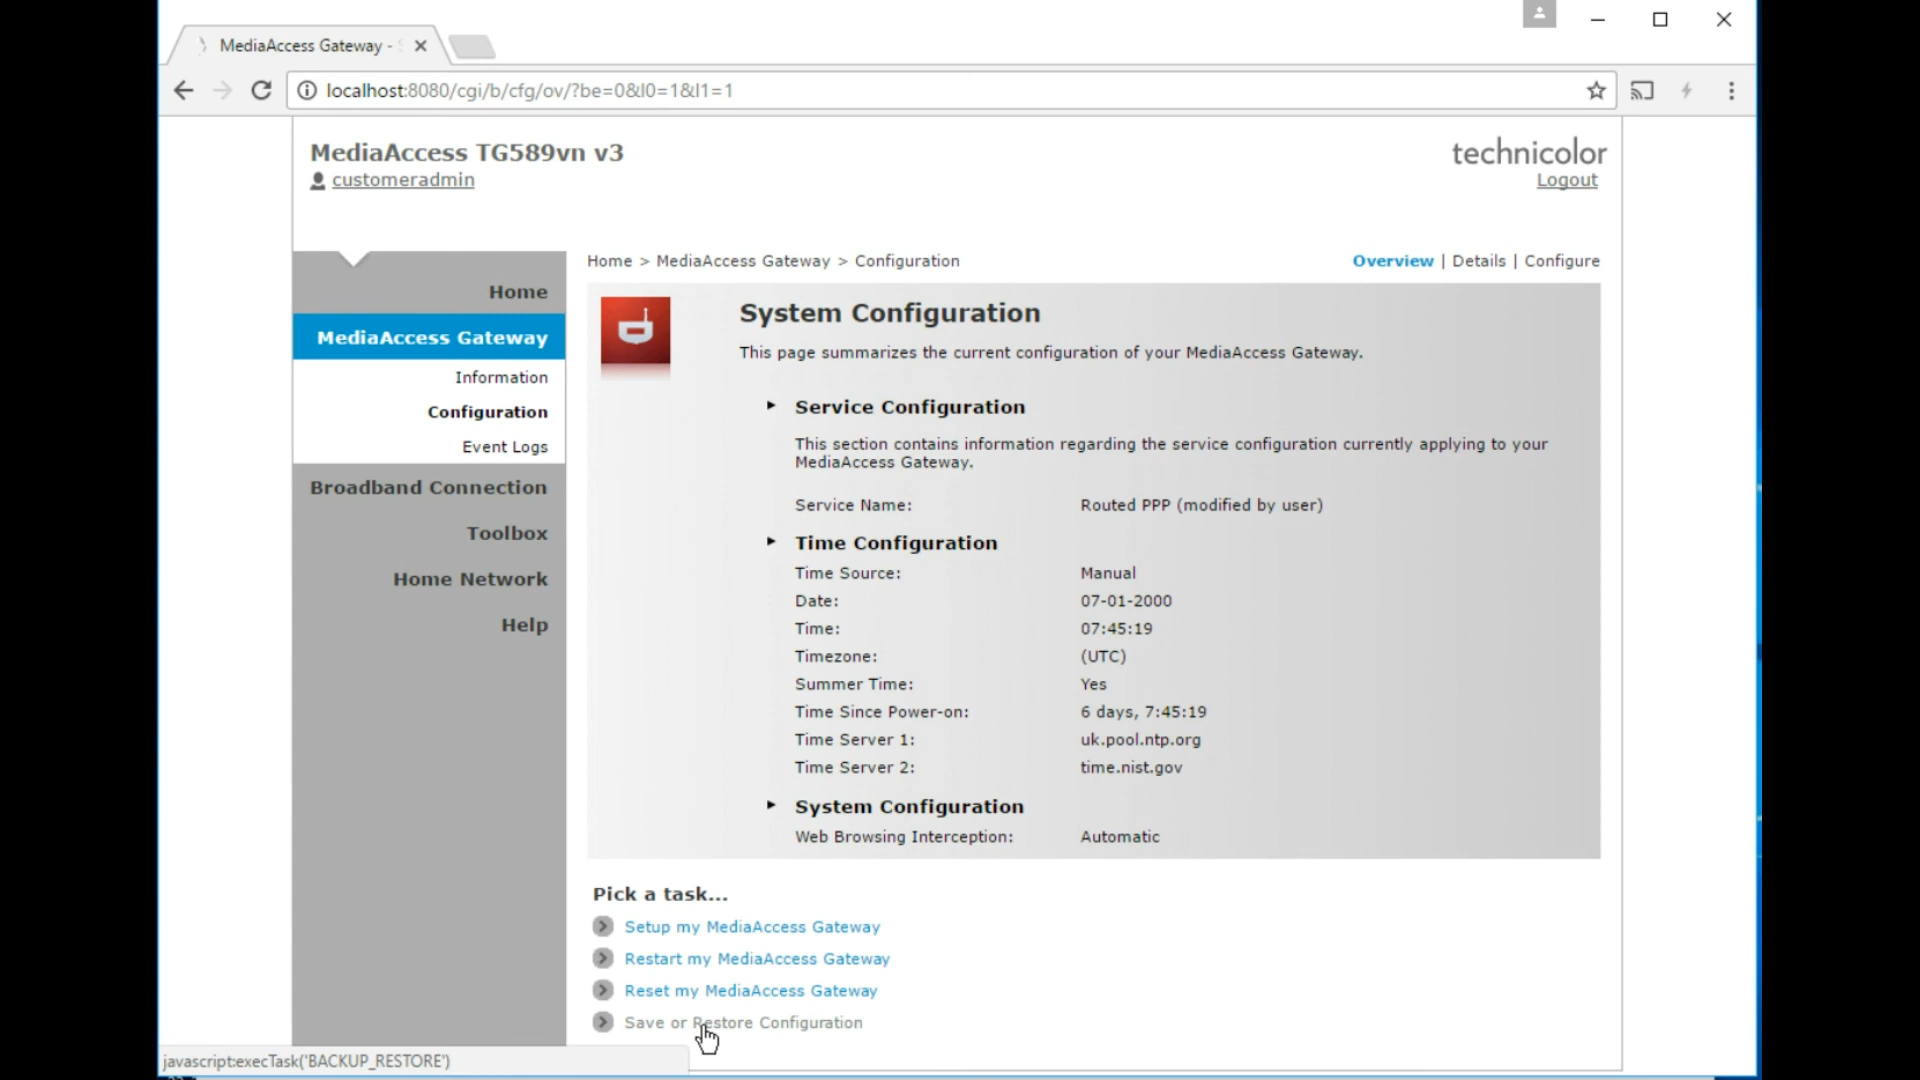 MediaAccess Gateway -
localhost:8080/cgi/b/cfg/ov/?be=0&l0=1&l1=1
MediaAccess TG589vn v3
technicolor
customeradmin
Logout
Home > MediaAccess Gateway > Configuration
Overview | Details | Configure
Home
MediaAccess Gateway
Information
Configuration
Event Logs
Broadband Connection
Toolbox
Home Network
Help
System Configuration
This page summarizes the current configuration of your MediaAccess Gateway.
Service Configuration
This section contains information regarding the service configuration currently applying to your
MediaAccess Gateway.
Service Name: Routed PPP (modified by user)
Time Configuration
Time Source: Manual
Date: 07-01-2000
Time: 07:45:19
Timezone: (UTC)
Summer Time: Yes
Time Since Power-on: 6 days, 7:45:19
Time Server 1: uk.pool.ntp.org
Time Server 2: time.nist.gov
System Configuration
Web Browsing Interception: Automatic
Pick a task...
Setup my MediaAccess Gateway
Restart my MediaAccess Gateway
Reset my MediaAccess Gateway
Save or Restore Configuration
javascript:execTask('BACKUP_RESTORE')